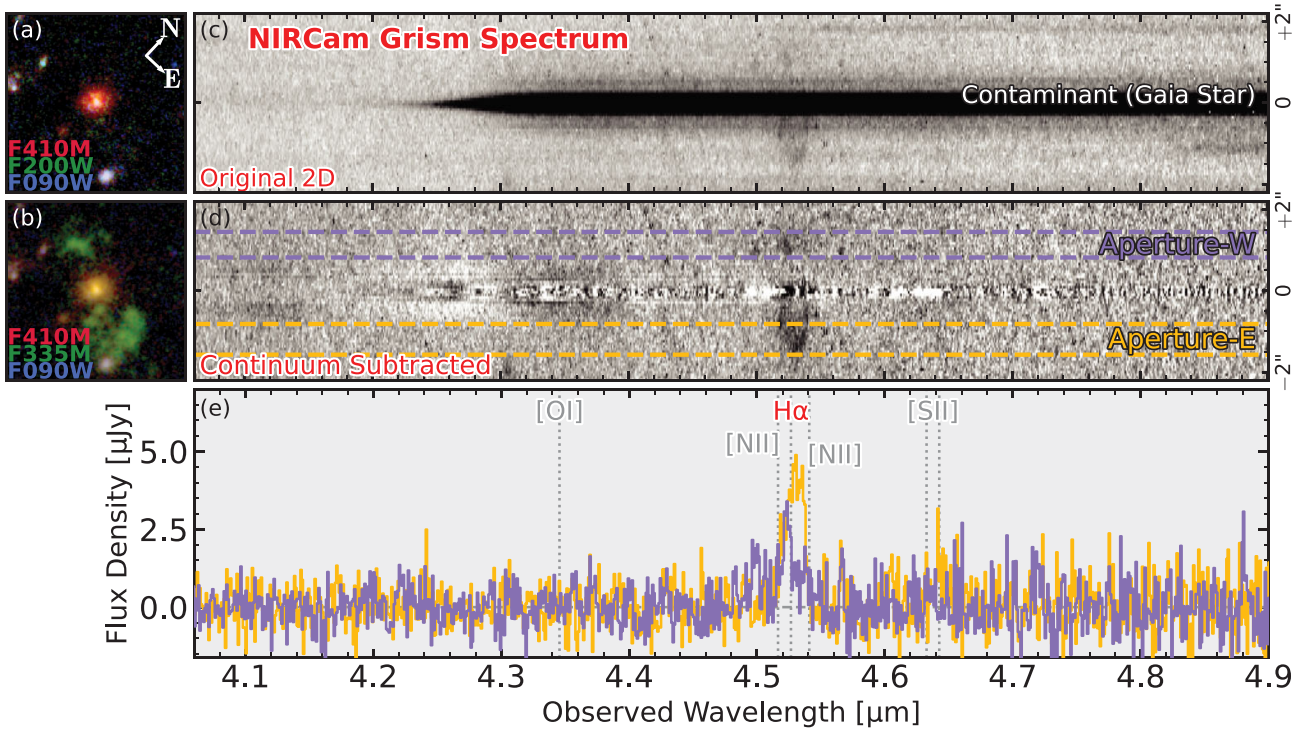 (a)
N
E
F410M
F200W
F090W
(b)
F410M
F335M
F090W
(c)
NIRCam Grism Spectrum
Contaminant (Gaia Star)
Original 2D
+2"
0
(d)
Aperture-W
Aperture-E
Continuum Subtracted
+2"
0
−2"
(e)
[OI]
Hα
[SII]
[NII]
[NII]
Flux Density [μJy]
5.0
2.5
0.0
4.1 4.2 4.3 4.4 4.5 4.6 4.7 4.8 4.9
Observed Wavelength [μm]